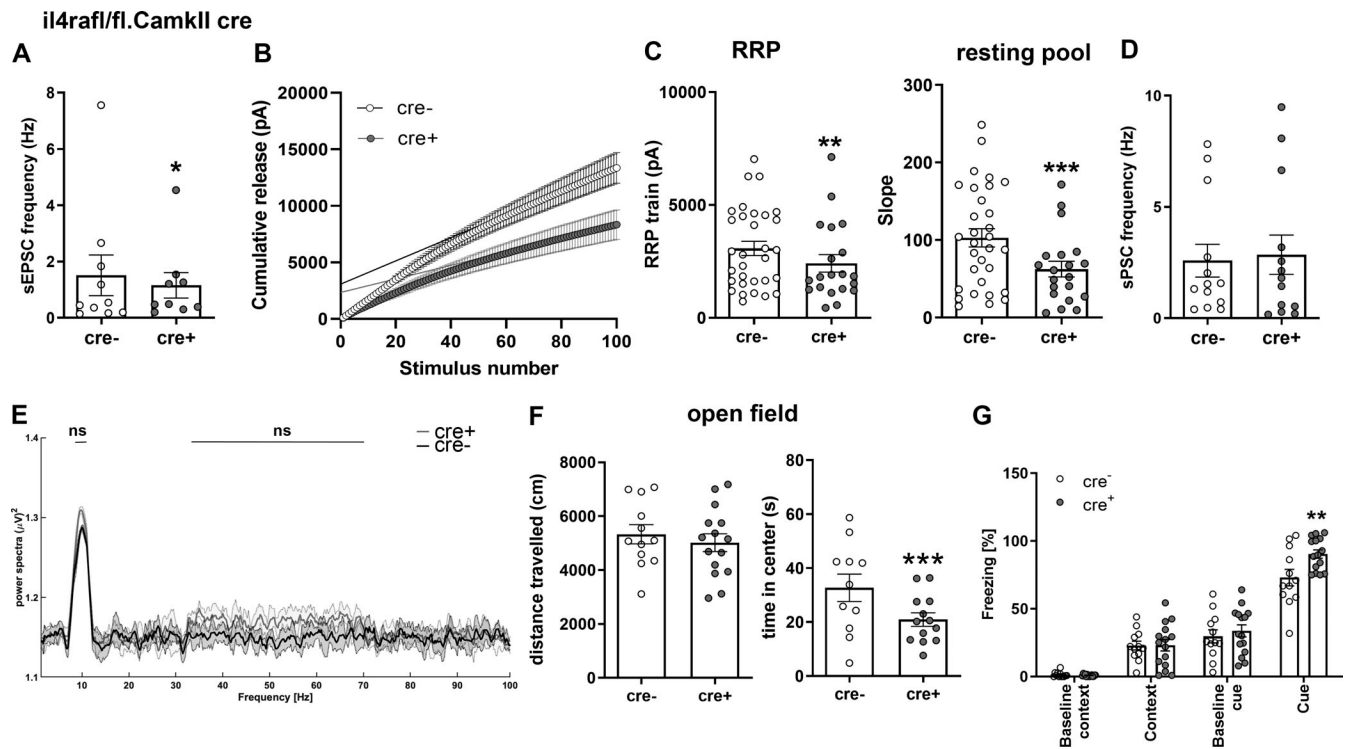 il4rafl/fl.CamkII cre
A
sEPSC frequency (Hz)
8
6
4
2
0
*
cre-
cre+
B
Cumulative release (pA)
20000
15000
10000
5000
0
cre-
cre+
0
20
40
60
80
100
Stimulus number
C
RRP
RRP train (pA)
10000
5000
0
**
cre-
cre+
resting pool
Slope
300
200
100
0
***
cre-
cre+
D
sPSC frequency (Hz)
10
5
0
cre-
cre+
E
ns
ns
cre+
cre-
power spectra (μV)²
1.4
1.3
1.2
1.1
10
20
30
40
50
60
70
80
90
100
Frequency [Hz]
F
open field
distance travelled (cm)
8000
6000
4000
2000
0
cre-
cre+
time in center (s)
80
60
40
20
0
***
cre-
cre+
G
Freezing [%]
150
100
50
0
cre⁻
cre⁺
**
Baseline
context
Context
Baseline
cue
Cue